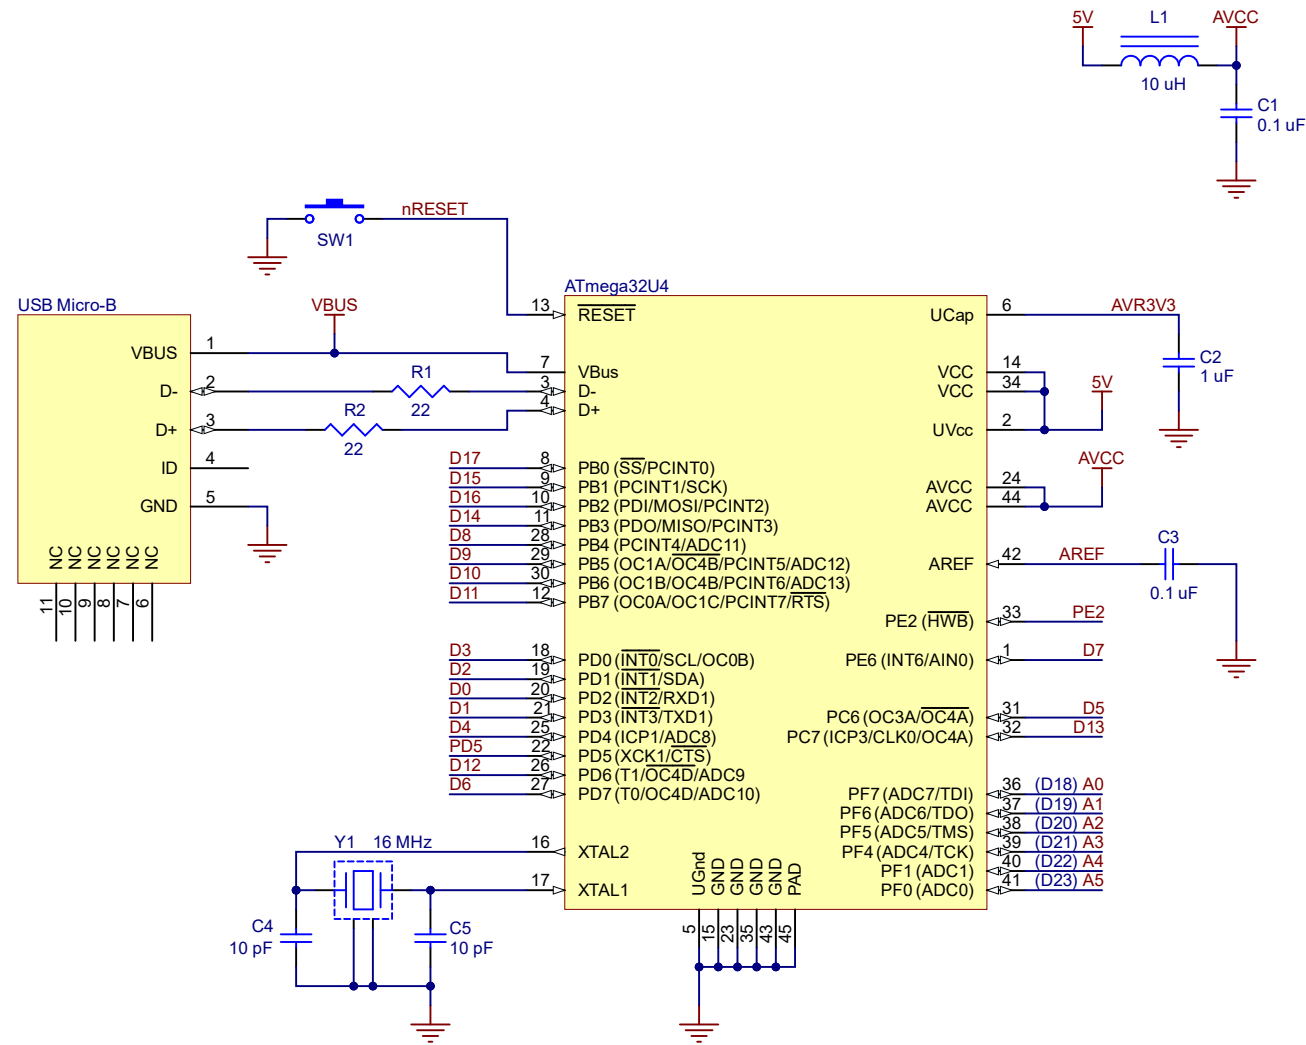 5V
L1
AVCC
10 uH
C1
0.1 uF
nRESET
SW1
ATmega32U4
USB Micro-B
VBUS
13
RESET
UCap
6
AVR3V3
VBUS
1
7
VBus
VCC
14
C2
1 uF
D-
2
R1
22
3
D-
VCC
34
5V
D+
3
R2
22
4
D+
UVcc
2
ID
4
GND
5
AVCC
AVCC
24
AVCC
44
D17
8
PB0 (SS/PCINT0)
D15
9
PB1 (PCINT1/SCK)
D16
10
PB2 (PDI/MOSI/PCINT2)
D14
11
PB3 (PDO/MISO/PCINT3)
D8
28
PB4 (PCINT4/ADC11)
D9
29
PB5 (OC1A/OC4B/PCINT5/ADC12)
D10
30
PB6 (OC1B/OC4B/PCINT6/ADC13)
D11
12
PB7 (OC0A/OC1C/PCINT7/RTS)
NC NC NC NC NC NC
11 10 9 8 7 6
AREF
42
AREF
C3
0.1 uF
PE2 (HWB)
33
PE2
PE6 (INT6/AIN0)
1
D7
D3
18
PD0 (INT0/SCL/OC0B)
D2
19
PD1 (INT1/SDA)
D0
20
PD2 (INT2/RXD1)
D1
21
PD3 (INT3/TXD1)
D4
25
PD4 (ICP1/ADC8)
PD5
22
PD5 (XCK1/CTS)
D12
26
PD6 (T1/OC4D/ADC9
D6
27
PD7 (T0/OC4D/ADC10)
PC6 (OC3A/OC4A)
31
D5
PC7 (ICP3/CLK0/OC4A)
32
D13
PF7 (ADC7/TDI)
36
(D18) A0
PF6 (ADC6/TDO)
37
(D19) A1
PF5 (ADC5/TMS)
38
(D20) A2
PF4 (ADC4/TCK)
39
(D21) A3
PF1 (ADC1)
40
(D22) A4
PF0 (ADC0)
41
(D23) A5
Y1
16 MHz
16
XTAL2
17
XTAL1
C4
10 pF
C5
10 pF
UGnd GND GND GND GND PAD
5 15 23 35 43 45